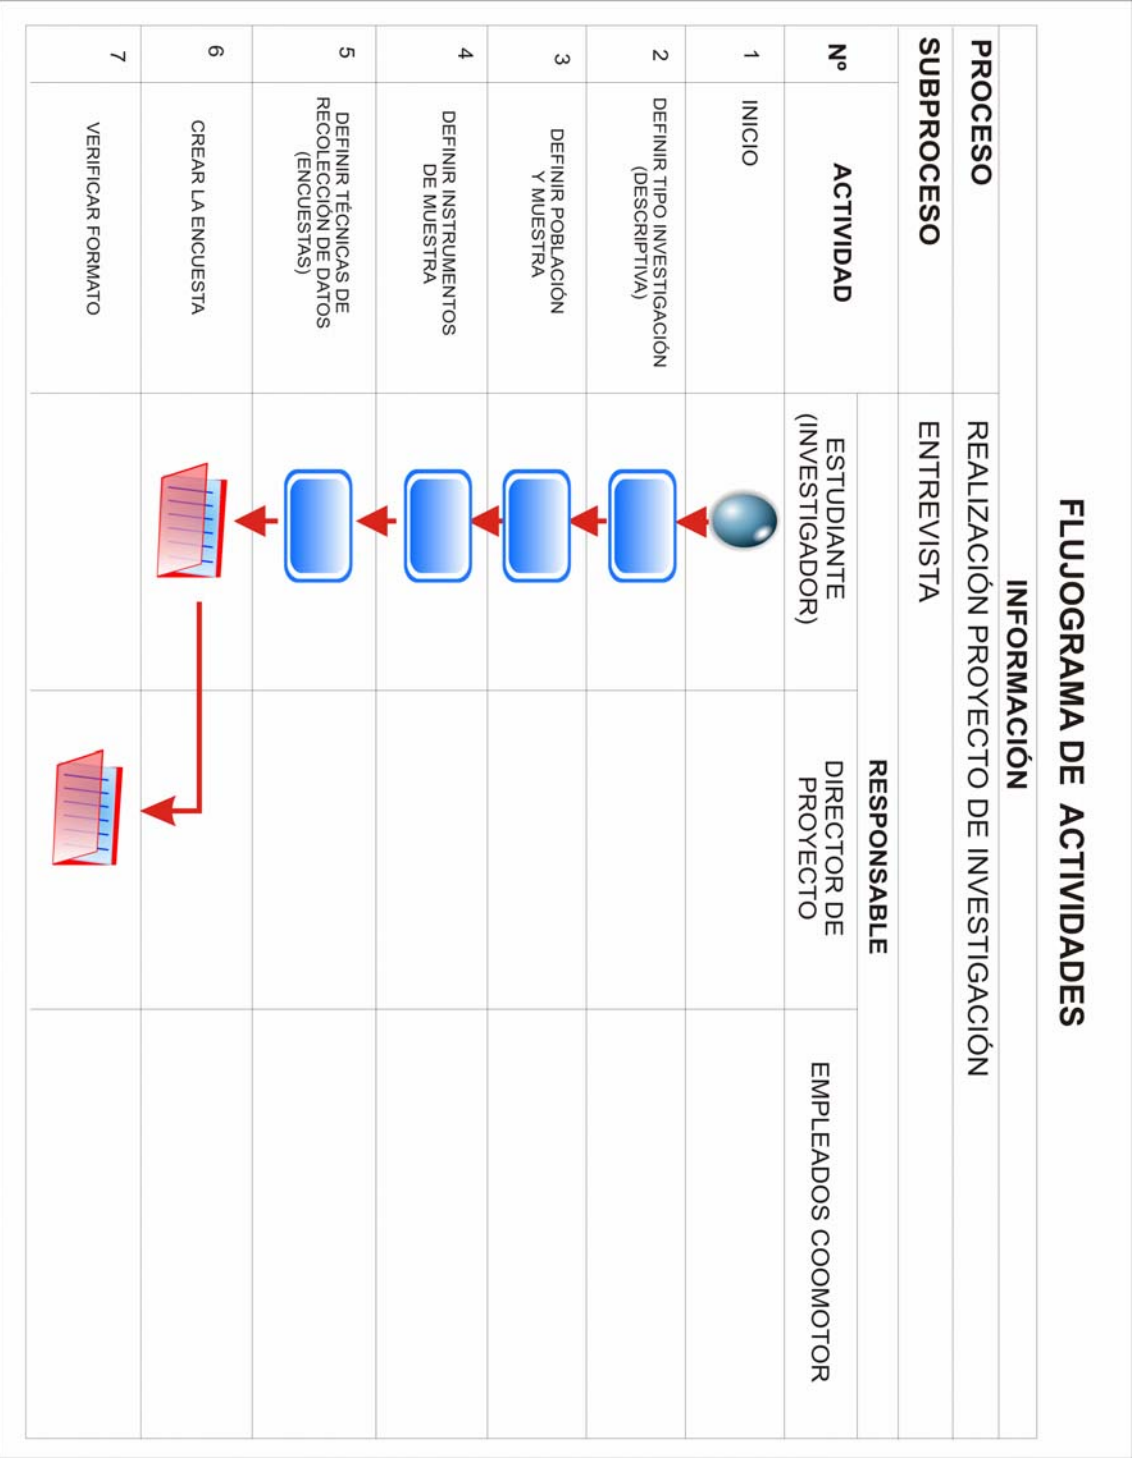 FLUJOGRAMA DE ACTIVIDADES
INFORMACIÓN
PROCESO
REALIZACIÓN PROYECTO DE INVESTIGACIÓN
SUBPROCESO
ENTREVISTA
Nº
ACTIVIDAD
RESPONSABLE
ESTUDIANTE
(INVESTIGADOR)
DIRECTOR DE
PROYECTO
EMPLEADOS COOMOTOR
1
INICIO
2
DEFINIR TIPO INVESTIGACIÓN
(DESCRIPTIVA)
3
DEFINIR POBLACIÓN
Y MUESTRA
4
DEFINIR INSTRUMENTOS
DE MUESTRA
5
DEFINIR TÉCNICAS DE
RECOLECCIÓN DE DATOS
(ENCUESTAS)
6
CREAR LA ENCUESTA
7
VERIFICAR FORMATO